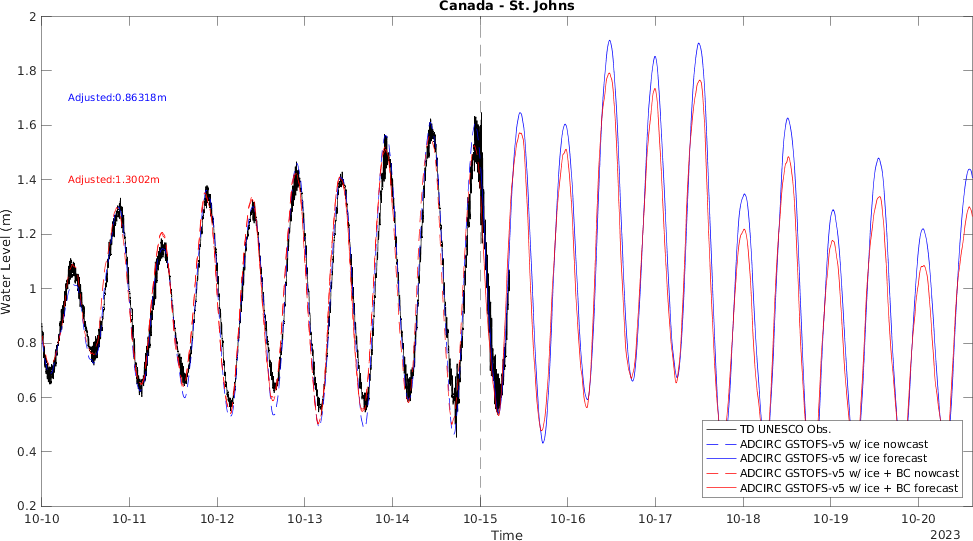 Canada - St. Johns
2
1.8
1.6
1.4
1.2
1
0.8
0.6
0.4
0.2
Water Level (m)
Adjusted:0.86318m
Adjusted:1.3002m
TD UNESCO Obs.
ADCIRC GSTOFS-v5 w/ ice nowcast
ADCIRC GSTOFS-v5 w/ ice forecast
ADCIRC GSTOFS-v5 w/ ice + BC nowcast
ADCIRC GSTOFS-v5 w/ ice + BC forecast
10-10 10-11 10-12 10-13 10-14 10-15 10-16 10-17 10-18 10-19 10-20
Time
2023